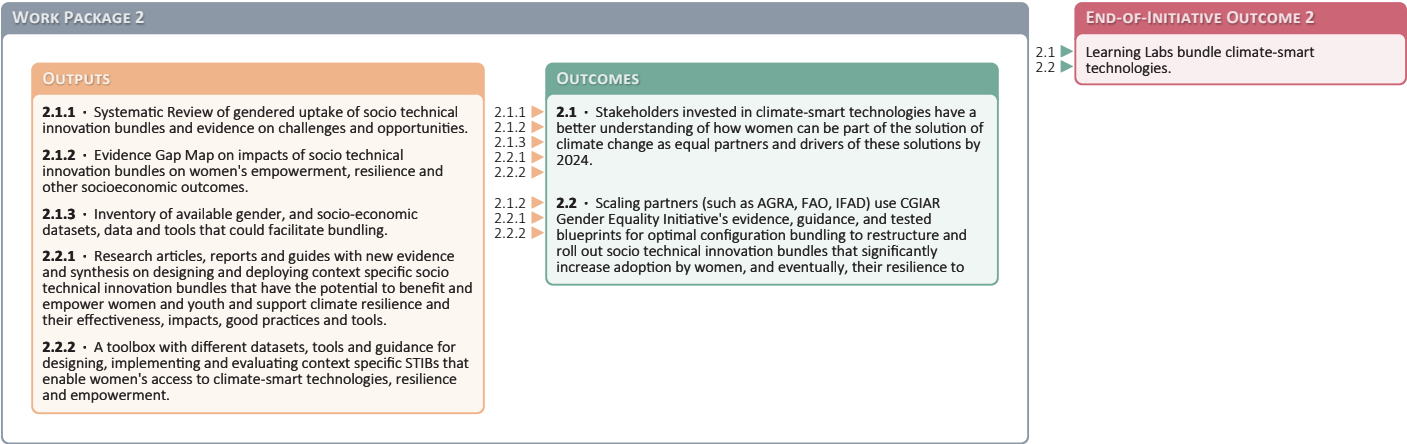 WORK PACKAGE 2
OUTPUTS
2.1.1 · Systematic Review of gendered uptake of socio technical
innovation bundles and evidence on challenges and opportunities.
2.1.2 · Evidence Gap Map on impacts of socio technical
innovation bundles on women's empowerment, resilience and
other socioeconomic outcomes.
2.1.3 · Inventory of available gender, and socio-economic
datasets, data and tools that could facilitate bundling.
2.2.1 · Research articles, reports and guides with new evidence
and synthesis on designing and deploying context specific socio
technical innovation bundles that have the potential to benefit and
empower women and youth and support climate resilience and
their effectiveness, impacts, good practices and tools.
2.2.2 · A toolbox with different datasets, tools and guidance for
designing, implementing and evaluating context specific STIBs that
enable women's access to climate-smart technologies, resilience
and empowerment.
2.1.1
2.1.2
2.1.3
2.2.1
2.2.2
2.1.2
2.2.1
2.2.2
OUTCOMES
2.1 · Stakeholders invested in climate-smart technologies have a
better understanding of how women can be part of the solution of
climate change as equal partners and drivers of these solutions by
2024.
2.2 · Scaling partners (such as AGRA, FAO, IFAD) use CGIAR
Gender Equality Initiative's evidence, guidance, and tested
blueprints for optimal configuration bundling to restructure and
roll out socio technical innovation bundles that significantly
increase adoption by women, and eventually, their resilience to
2.1
2.2
END-OF-INITIATIVE OUTCOME 2
Learning Labs bundle climate-smart
technologies.